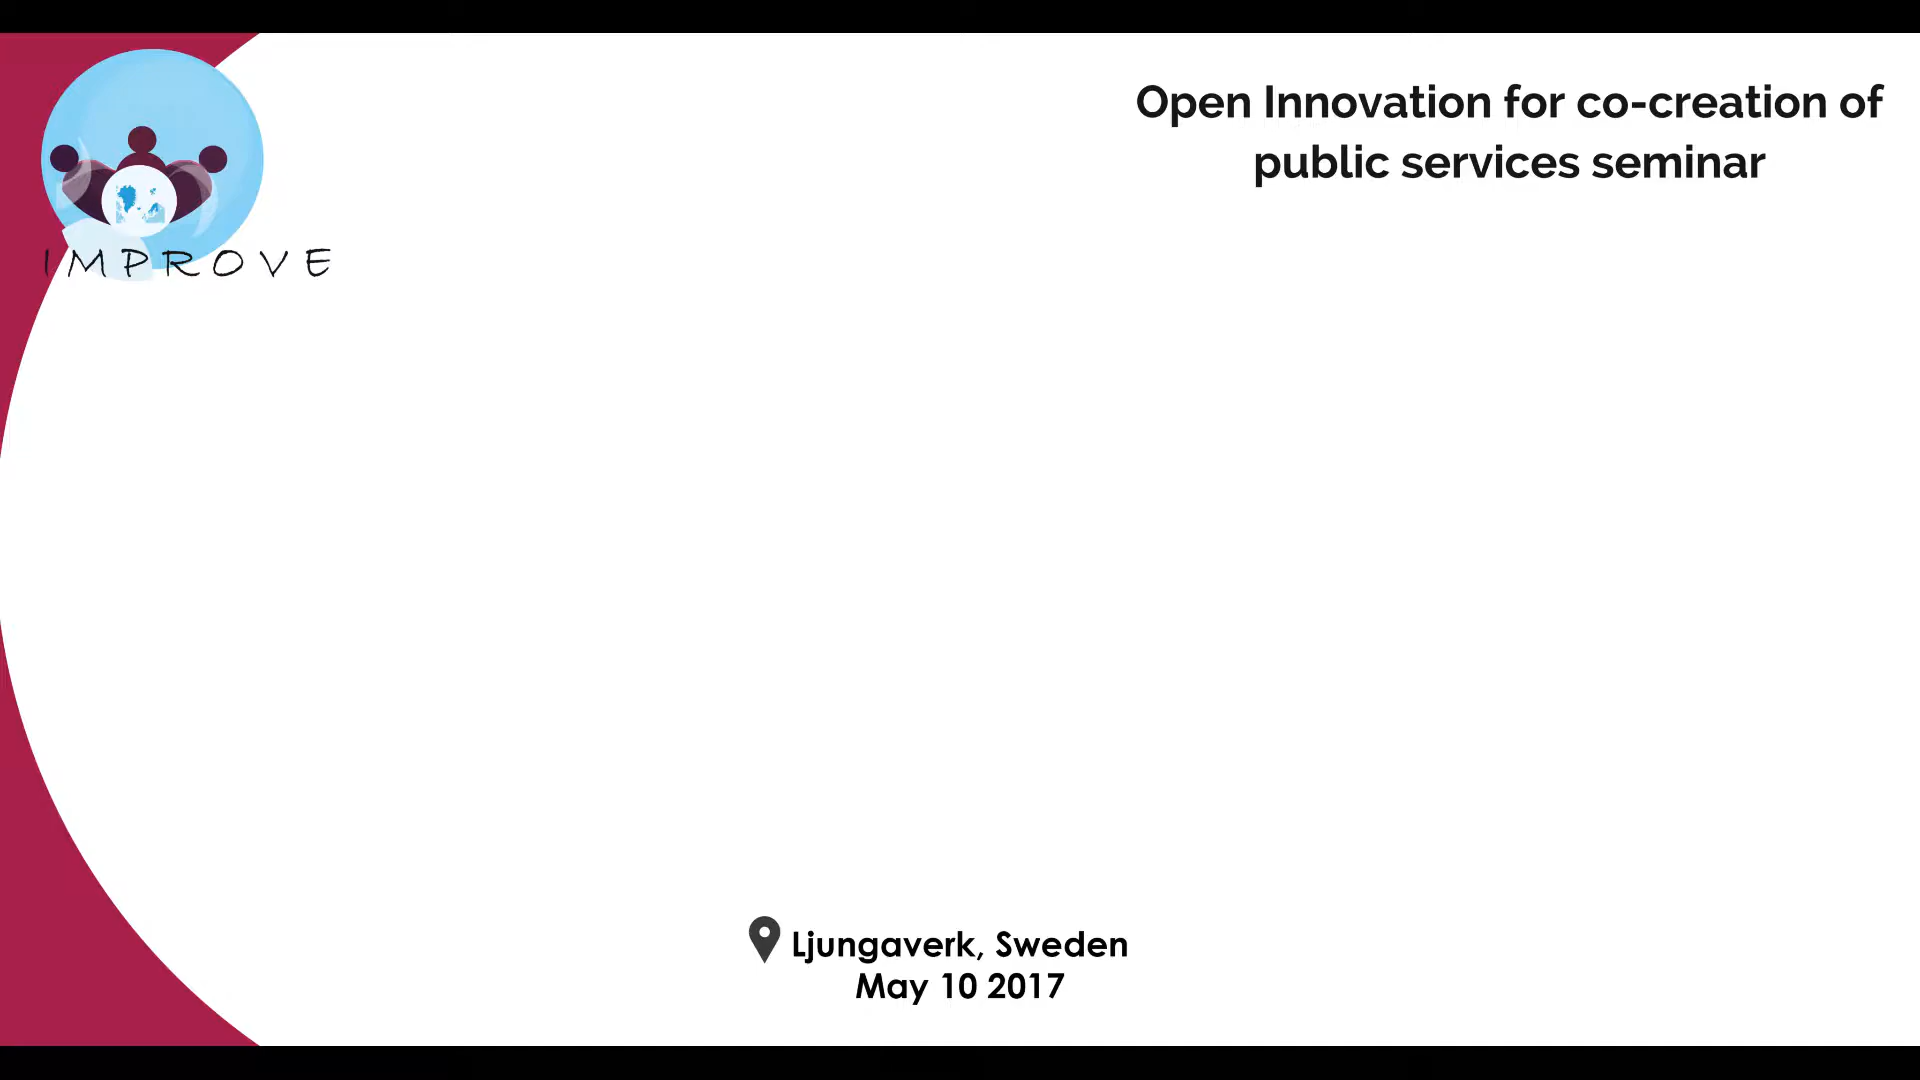 IMPROVE
Open Innovation for co-creation of
public services seminar
Ljungaverk, Sweden
May 10 2017